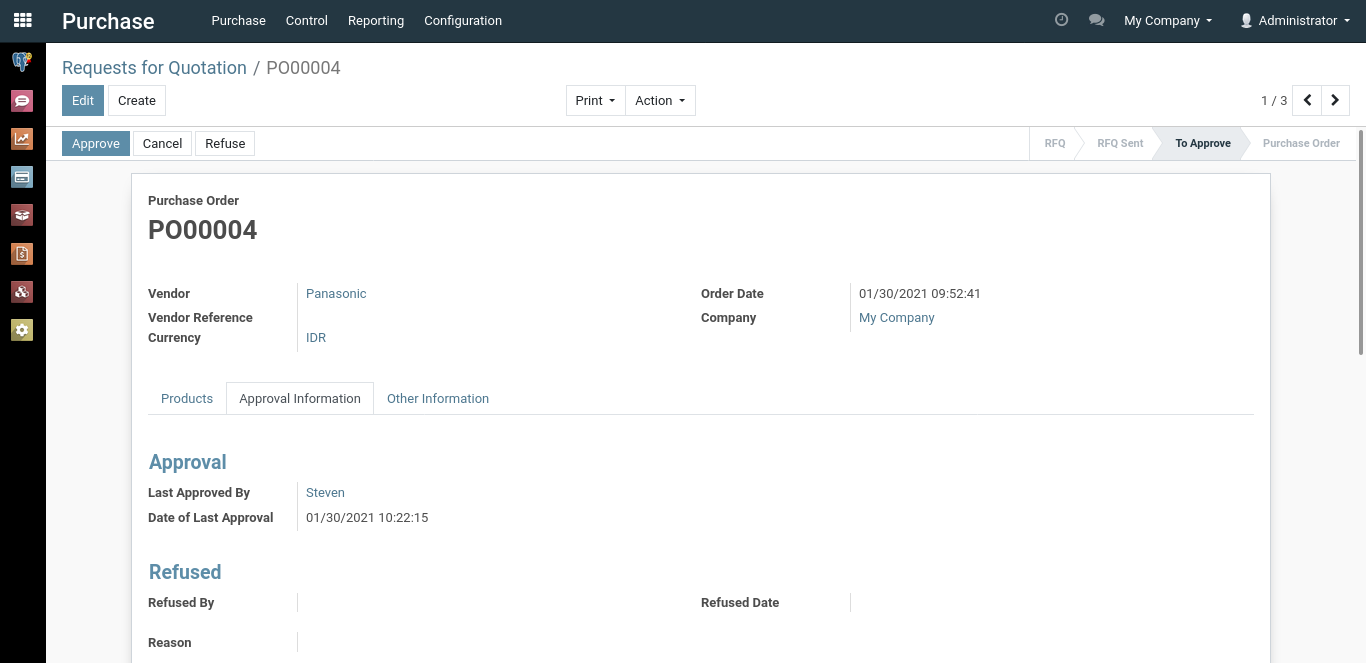 Purchase Purchase Control Reporting Configuration My Company Administrator
Requests for Quotation / PO00004
Edit Create Print Action 1 / 3
Approve Cancel Refuse RFQ RFQ Sent To Approve Purchase Order
Purchase Order
PO00004
Vendor Panasonic Order Date 01/30/2021 09:52:41
Vendor Reference Company My Company
Currency IDR
Products Approval Information Other Information
Approval
Last Approved By Steven
Date of Last Approval 01/30/2021 10:22:15
Refused
Refused By Refused Date
Reason